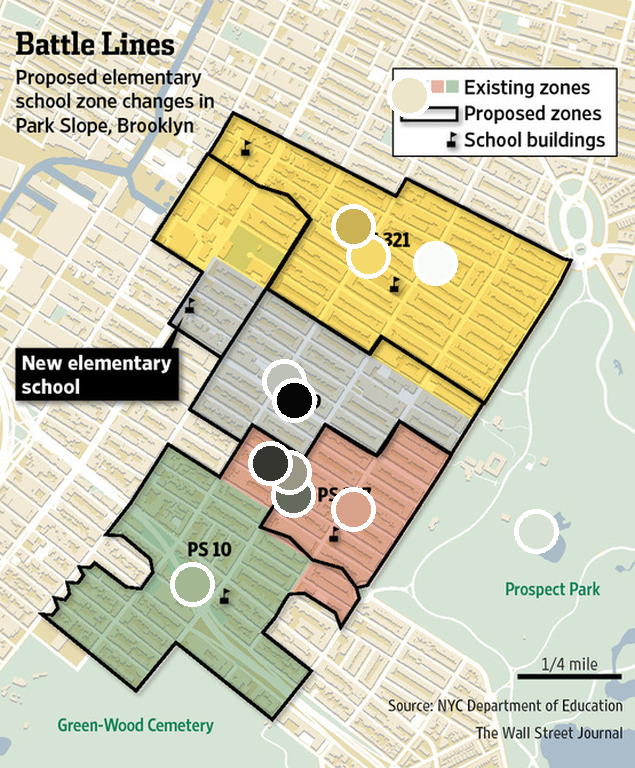 Battle Lines
Proposed elementary
school zone changes in
Park Slope, Brooklyn
Existing zones
Proposed zones
School buildings
321
New elementary
school
PS 7
PS 10
Prospect Park
1/4 mile
Source: NYC Department of Education
The Wall Street Journal
Green-Wood Cemetery